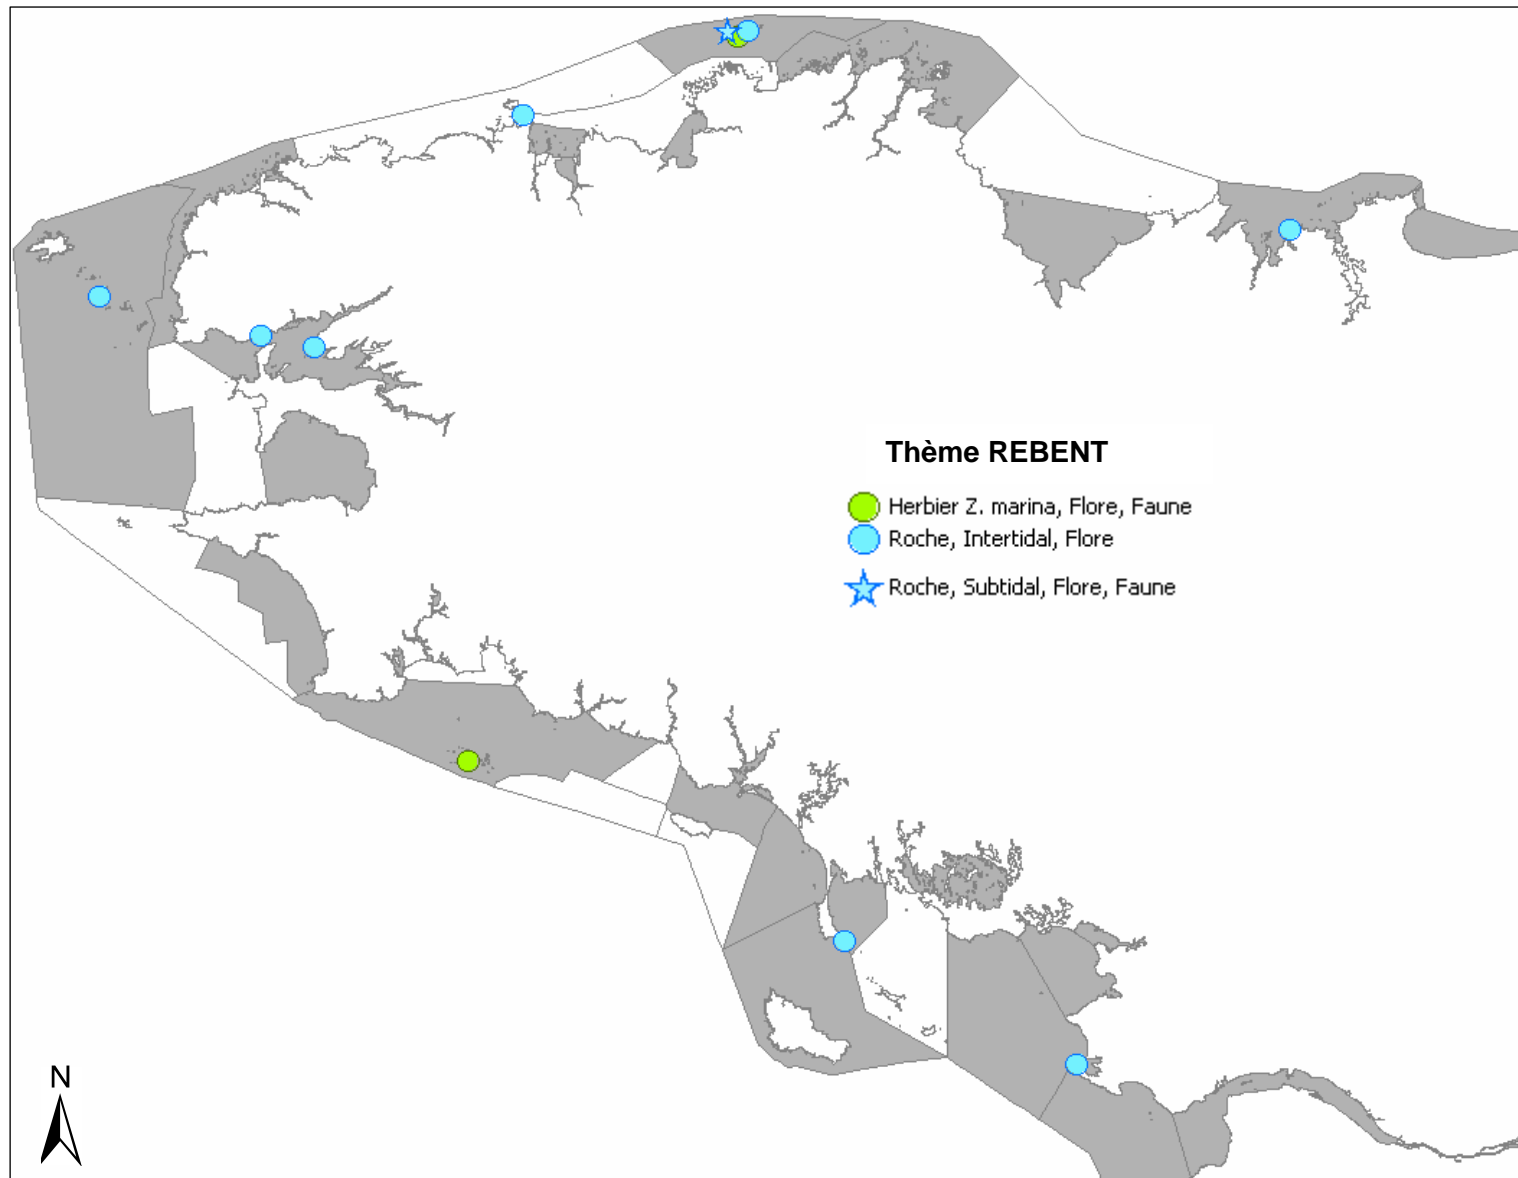 Thème REBENT
Herbier Z. marina, Flore, Faune
Roche, Intertidal, Flore
Roche, Subtidal, Flore, Faune
N